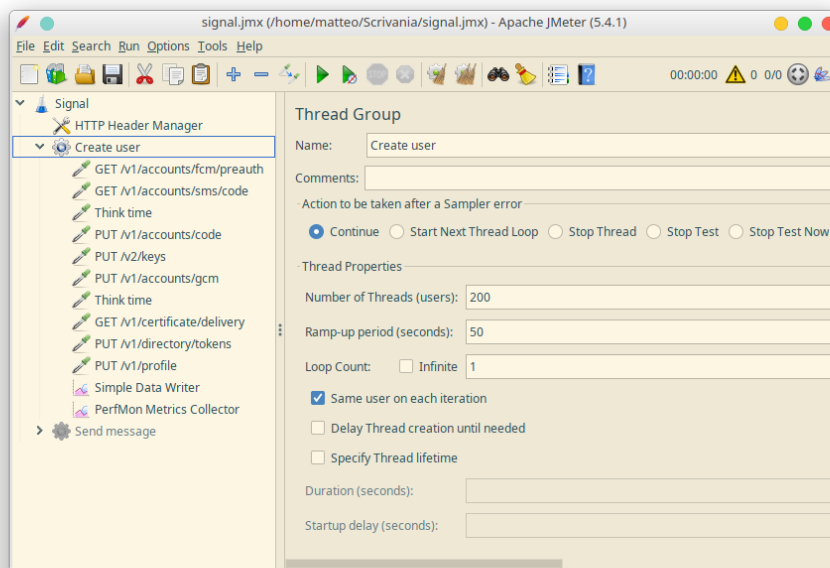 signal.jmx (/home/matteo/Scrivania/signal.jmx) - Apache JMeter (5.4.1)
File Edit Search Run Options Tools Help
00:00:00 0 0/0
Signal
HTTP Header Manager
Create user
GET /v1/accounts/fcm/preauth
GET /v1/accounts/sms/code
Think time
PUT /v1/accounts/code
PUT /v2/keys
PUT /v1/accounts/gcm
Think time
GET /v1/certificate/delivery
PUT /v1/directory/tokens
PUT /v1/profile
Simple Data Writer
PerfMon Metrics Collector
Send message
Thread Group
Name: Create user
Comments:
Action to be taken after a Sampler error
Continue Start Next Thread Loop Stop Thread Stop Test Stop Test Now
Thread Properties
Number of Threads (users): 200
Ramp-up period (seconds): 50
Loop Count: Infinite 1
Same user on each iteration
Delay Thread creation until needed
Specify Thread lifetime
Duration (seconds):
Startup delay (seconds):